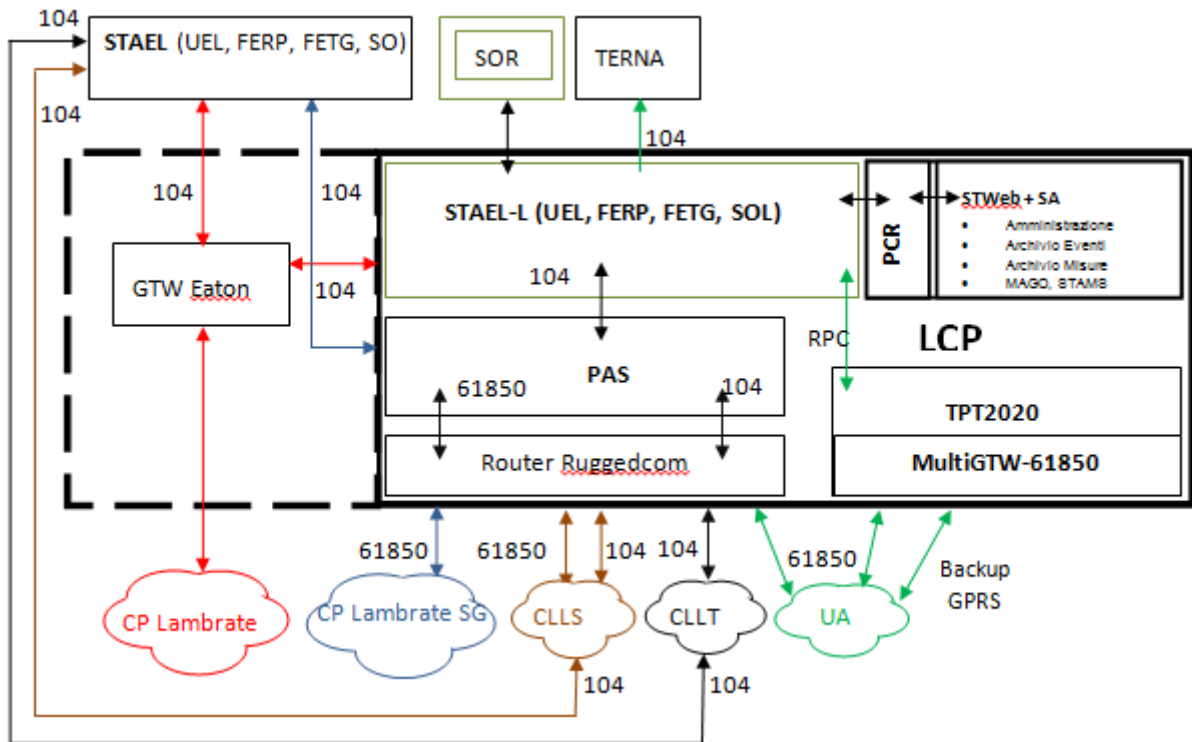 104
STAEL (UEL, FERP, FETG, SO)
SOR
TERNA
104
104
104
104
STAEL-L (UEL, FERP, FETG, SOL)
PCR
STWeb + SA
• Amministrazione
• Archivio Eventi
• Archivio Misure
• MAGO, STAMS
GTW Eaton
104
104
RPC
LCP
PAS
61850
104
TPT2020
Router Ruggedcom
MultiGTW-61850
61850
61850
104
104
61850
Backup
GPRS
CP Lambrate
CP Lambrate SG
CLLS
CLLT
UA
104
104